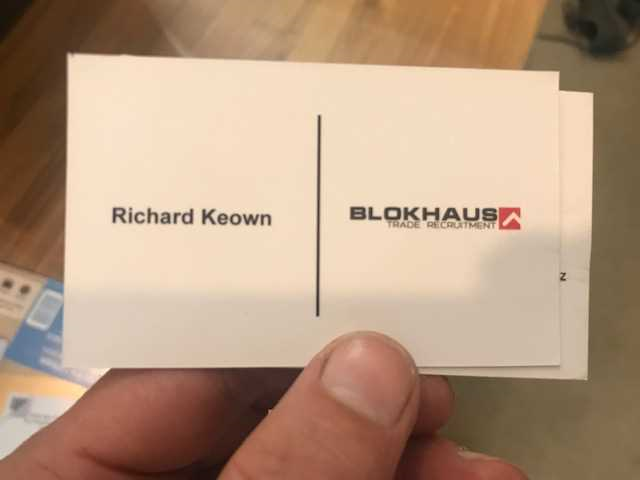 Richard Keown
BLOKHAUS
TRADE RECRUITMENT
z